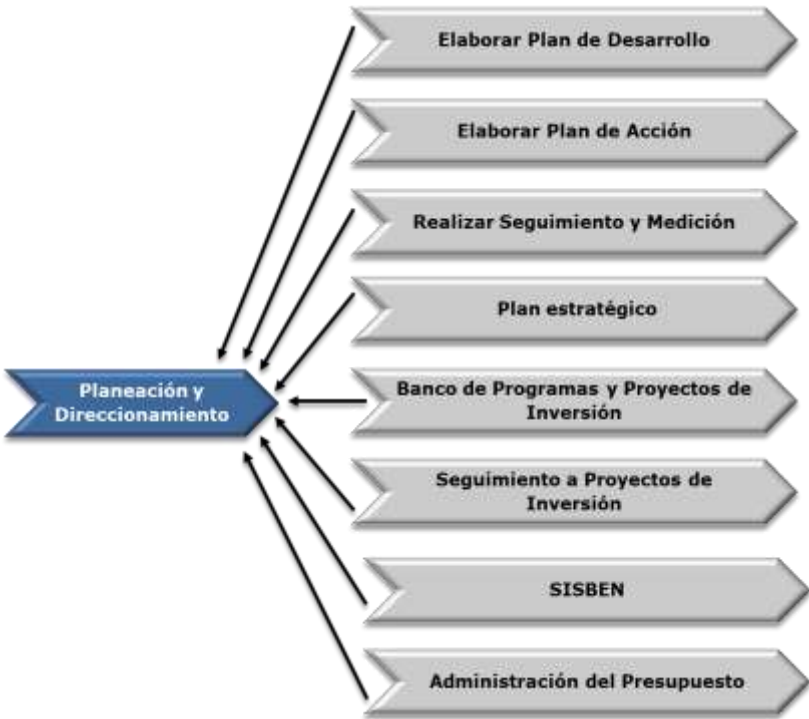 Elaborar Plan de Desarrollo
Elaborar Plan de Acción
Realizar Seguimiento y Medición
Plan estratégico
Planeación y
Direccionamiento
Banco de Programas y Proyectos de
Inversión
Seguimiento a Proyectos de
Inversión
SISBEN
Administración del Presupuesto